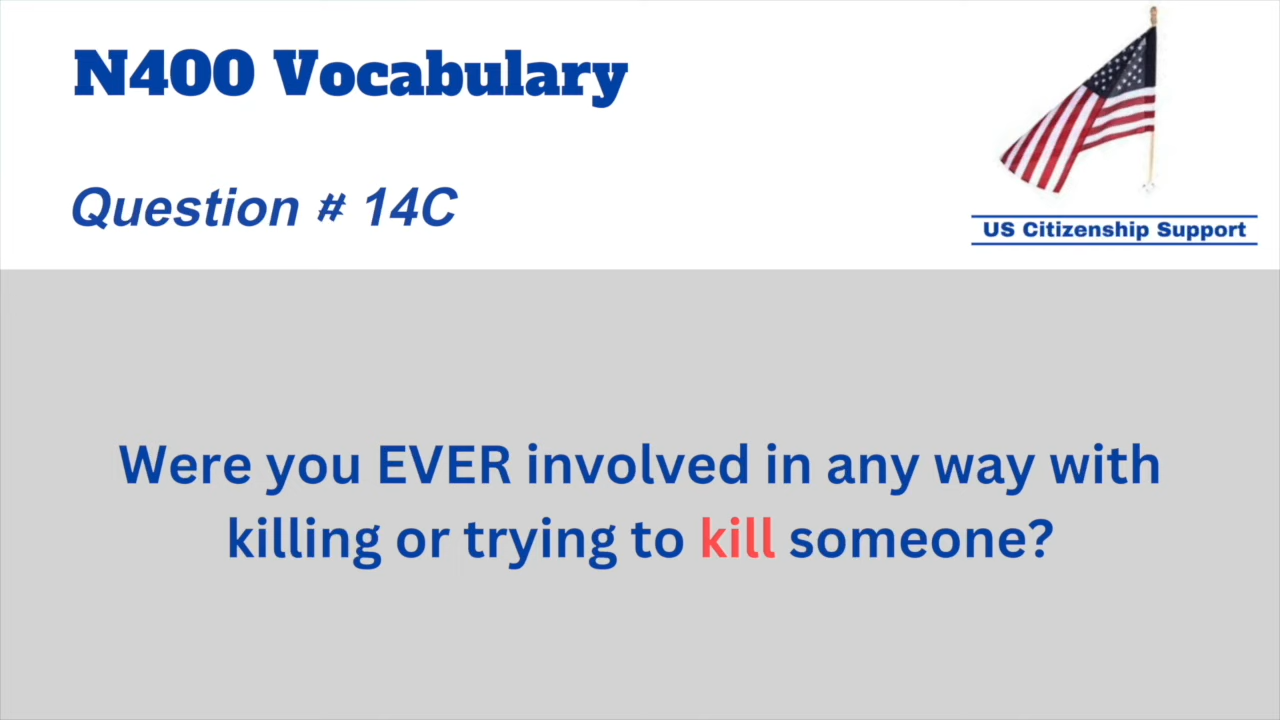 N400 Vocabulary
Question # 14C
US Citizenship Support
Were you EVER involved in any way with
killing or trying to kill someone?